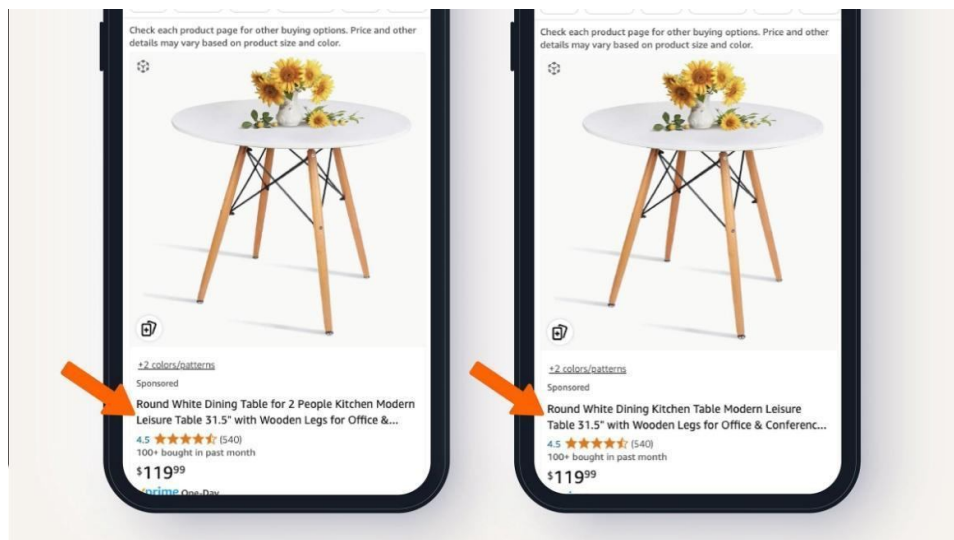 Check each product page for other buying options. Price and other
details may vary based on product size and color.
+2 colors/patterns
Sponsored
Round White Dining Table for 2 People Kitchen Modern
Leisure Table 31.5" with Wooden Legs for Office &...
4.5 (540)
100+ bought in past month
$11999
prime One-Day
Check each product page for other buying options. Price and other
details may vary based on product size and color.
+2 colors/patterns
Sponsored
Round White Dining Kitchen Table Modern Leisure
Table 31.5" with Wooden Legs for Office & Conferenc...
4.5 (540)
100+ bought in past month
$11999